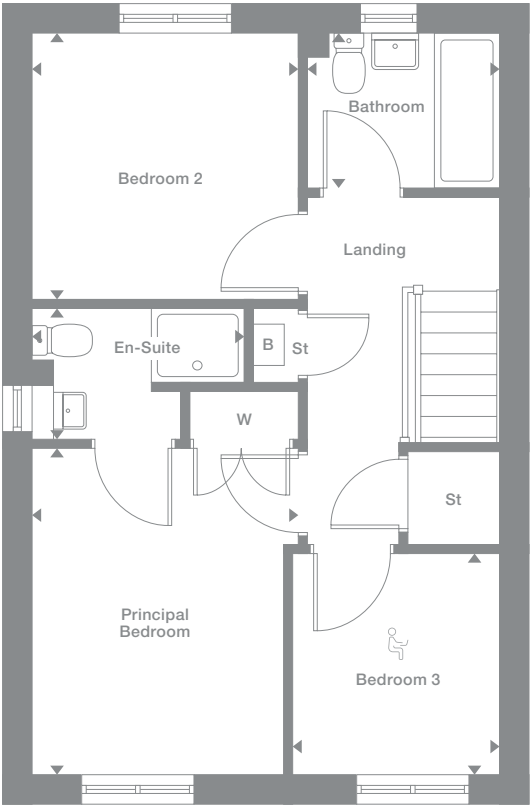 Bathroom
Bedroom 2
Landing
En-Suite
B
St
W
St
Principal
Bedroom
Bedroom 3